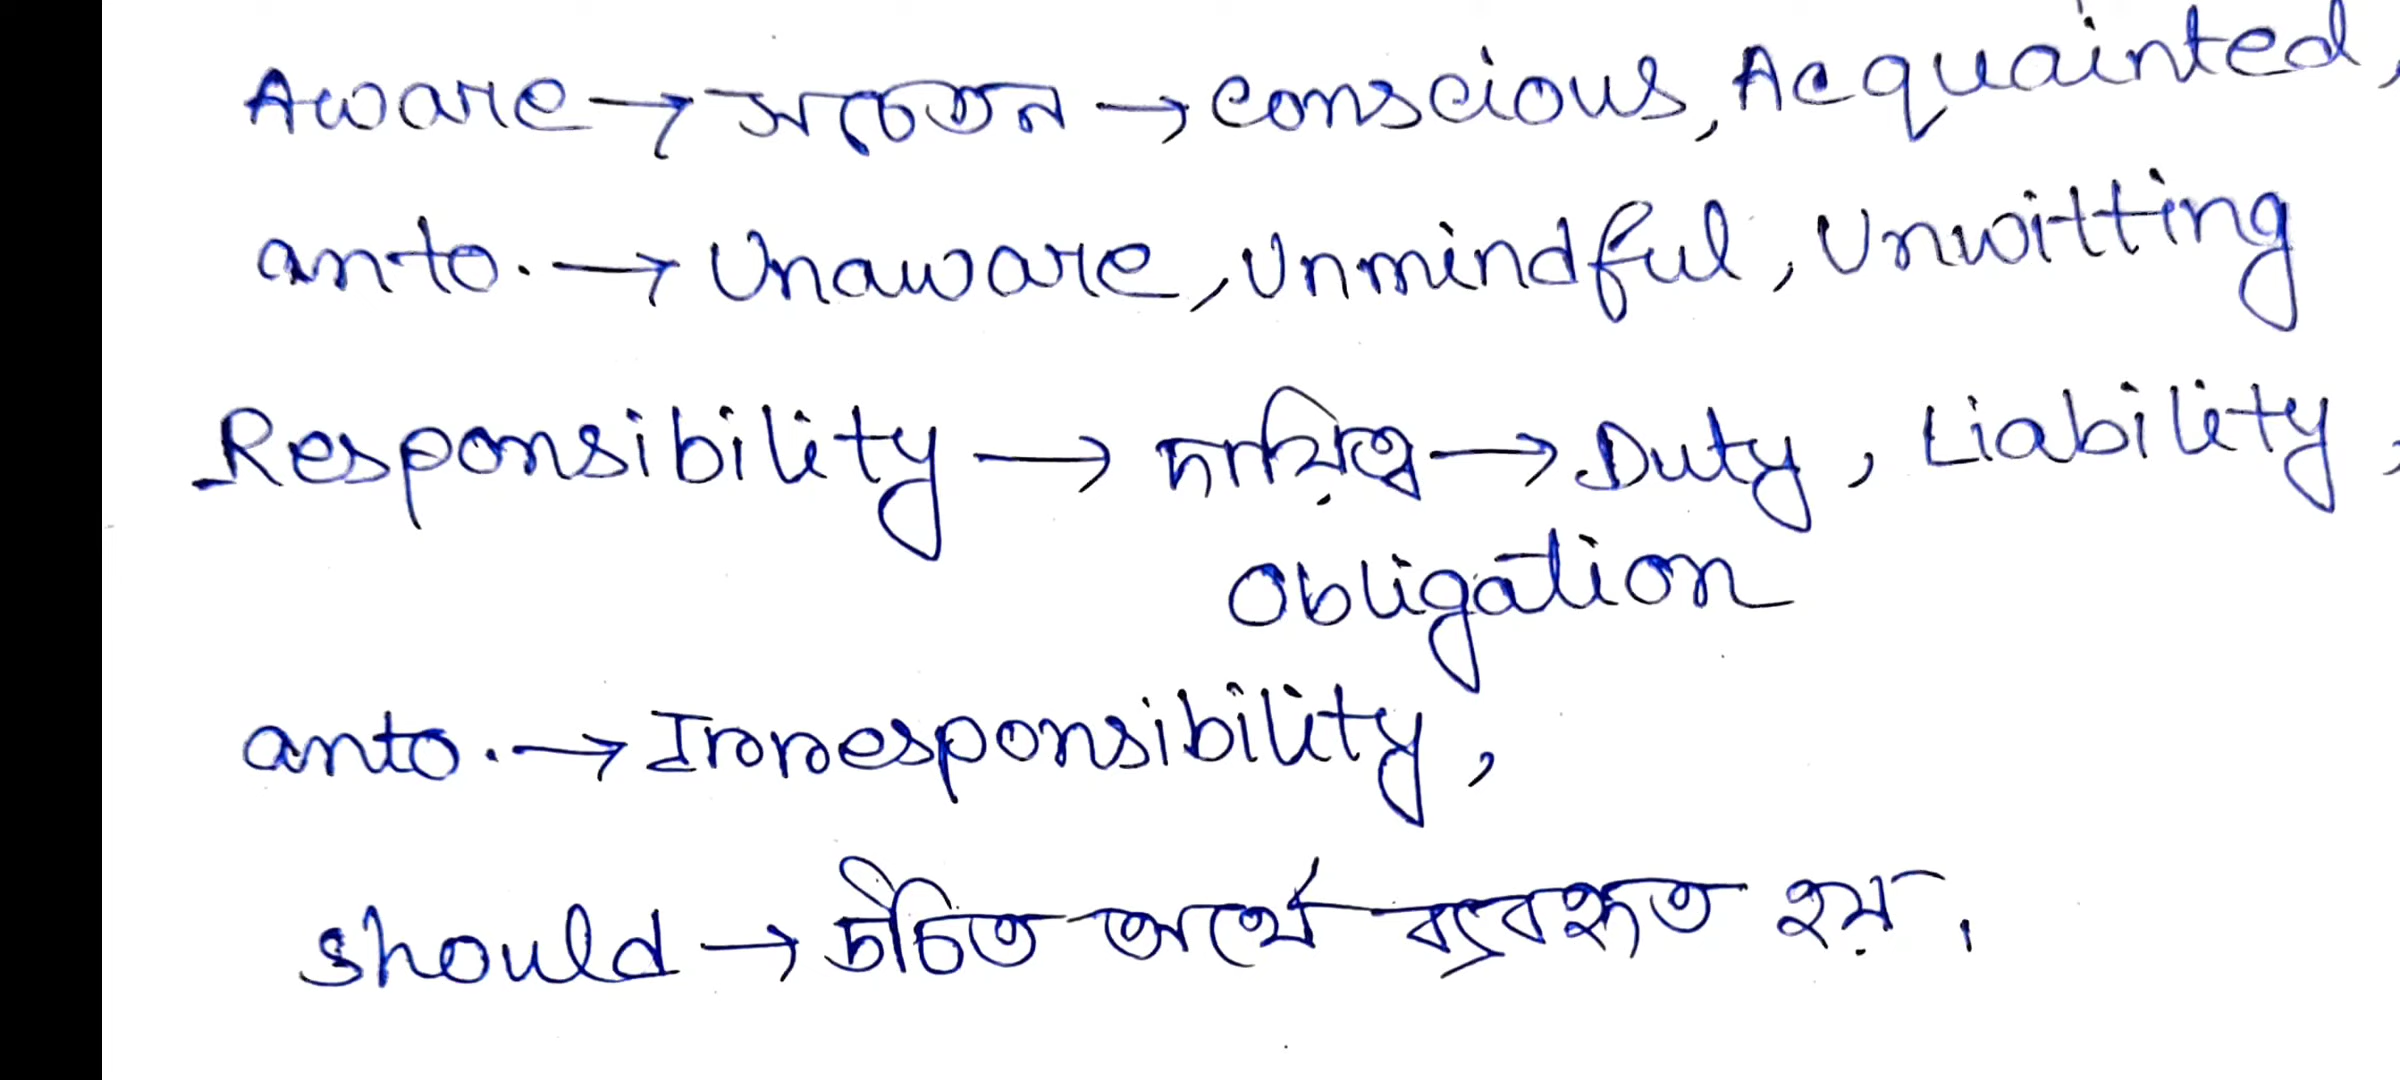 Aware → সচেতন → conscious, Acquainted,
anto. → Unaware, Unmindful, Unwitting
Responsibility → দায়িত্ব → Duty, Liability,
Obligation
anto. → Irresponsibility,
should → উচিত অর্থে ব্যবহৃত হয়।